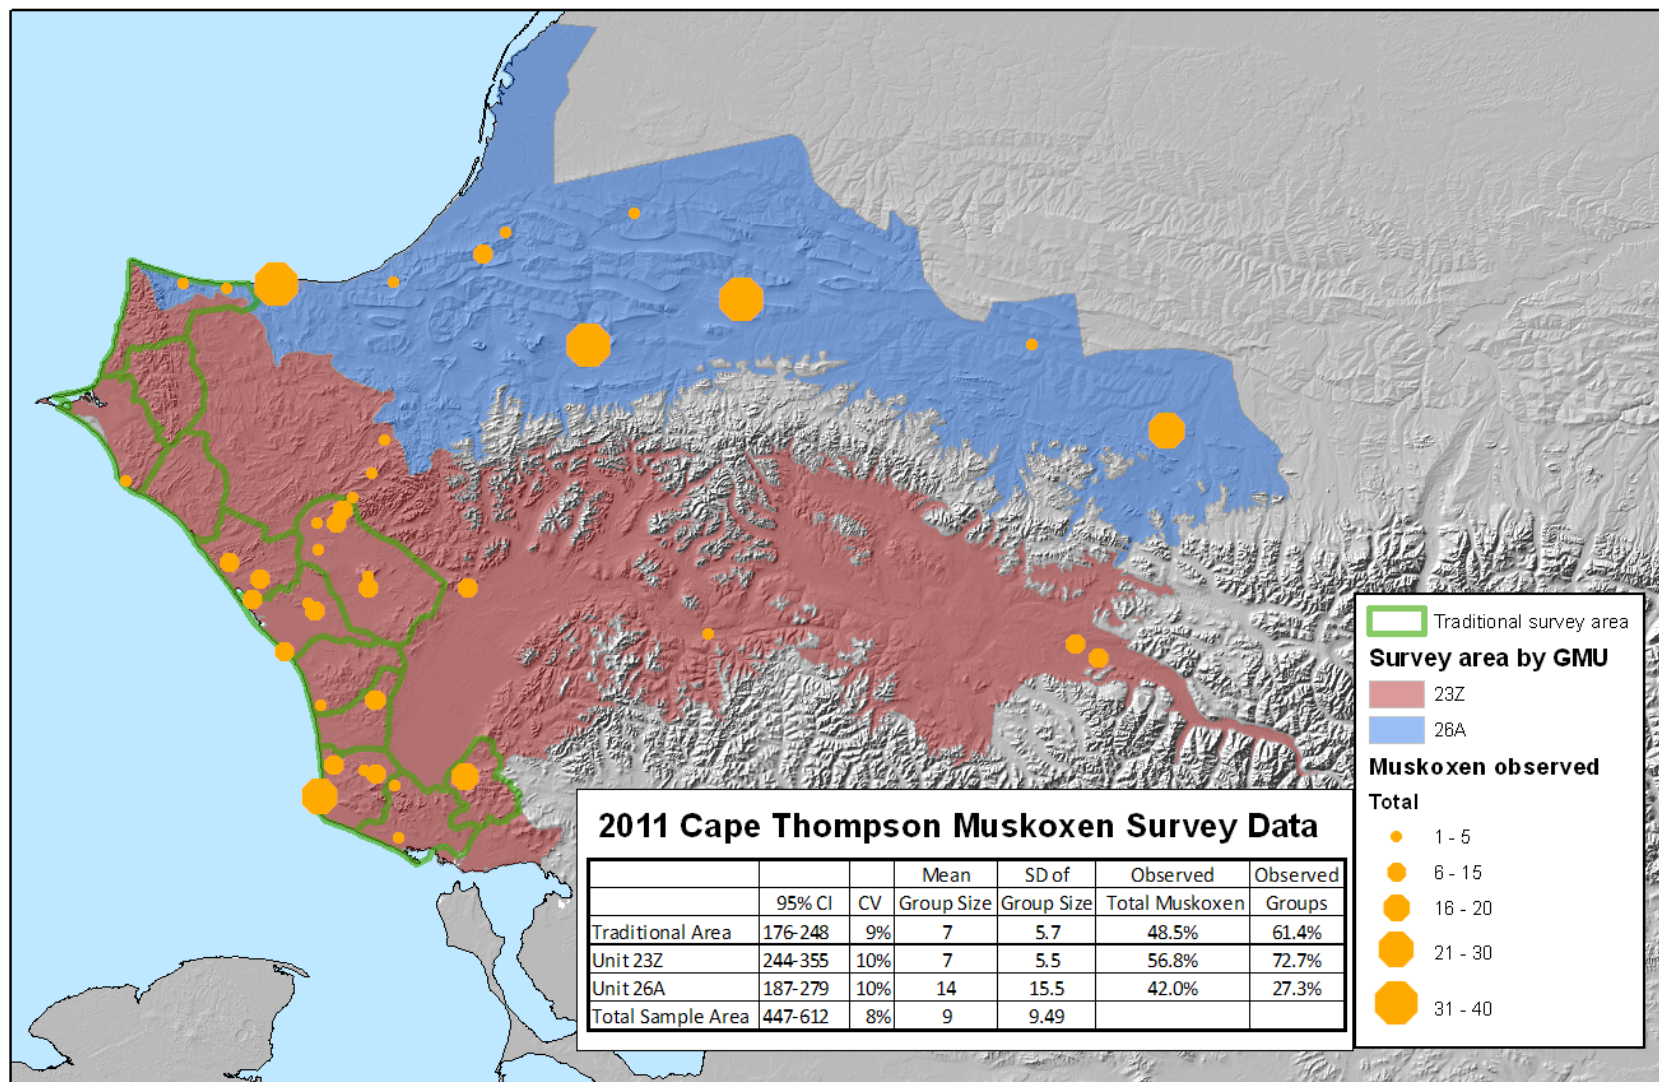 Traditional survey area
Survey area by GMU
23Z
26A
Muskoxen observed
Total
1 - 5
6 - 15
16 - 20
21 - 30
31 - 40
2011 Cape Thompson Muskoxen Survey Data
Mean SD of Observed Observed
95% CI CV Group Size Group Size Total Muskoxen Groups
Traditional Area 176-248 9% 7 5.7 48.5% 61.4%
Unit 23Z 244-355 10% 7 5.5 56.8% 72.7%
Unit 26A 187-279 10% 14 15.5 42.0% 27.3%
Total Sample Area 447-612 8% 9 9.49